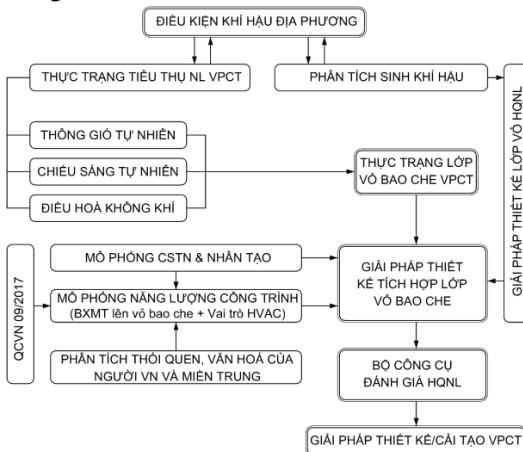 ĐIỀU KIỆN KHÍ HẬU ĐỊA PHƯƠNG
THỰC TRẠNG TIÊU THỤ NL VPCT
PHÂN TÍCH SINH KHÍ HẬU
THÔNG GIÓ TỰ NHIÊN
CHIẾU SÁNG TỰ NHIÊN
ĐIỀU HOÀ KHÔNG KHÍ
THỰC TRẠNG LỚP
VỎ BAO CHE VPCT
GIẢI PHÁP THIẾT KẾ LỚP VỎ HQNL
QCVN 09/2017
MÔ PHỎNG CSTN & NHÂN TẠO
MÔ PHỎNG NĂNG LƯỢNG CÔNG TRÌNH
(BXMT lên vỏ bao che + Vai trò HVAC)
PHÂN TÍCH THÓI QUEN, VĂN HOÁ CỦA
NGƯỜI VN VÀ MIỀN TRUNG
GIẢI PHÁP THIẾT
KẾ TÍCH HỢP LỚP
VỎ BAO CHE
BỘ CÔNG CỤ
ĐÁNH GIÁ HQNL
GIẢI PHÁP THIẾT KẾ/CẢI TẠO VPCT